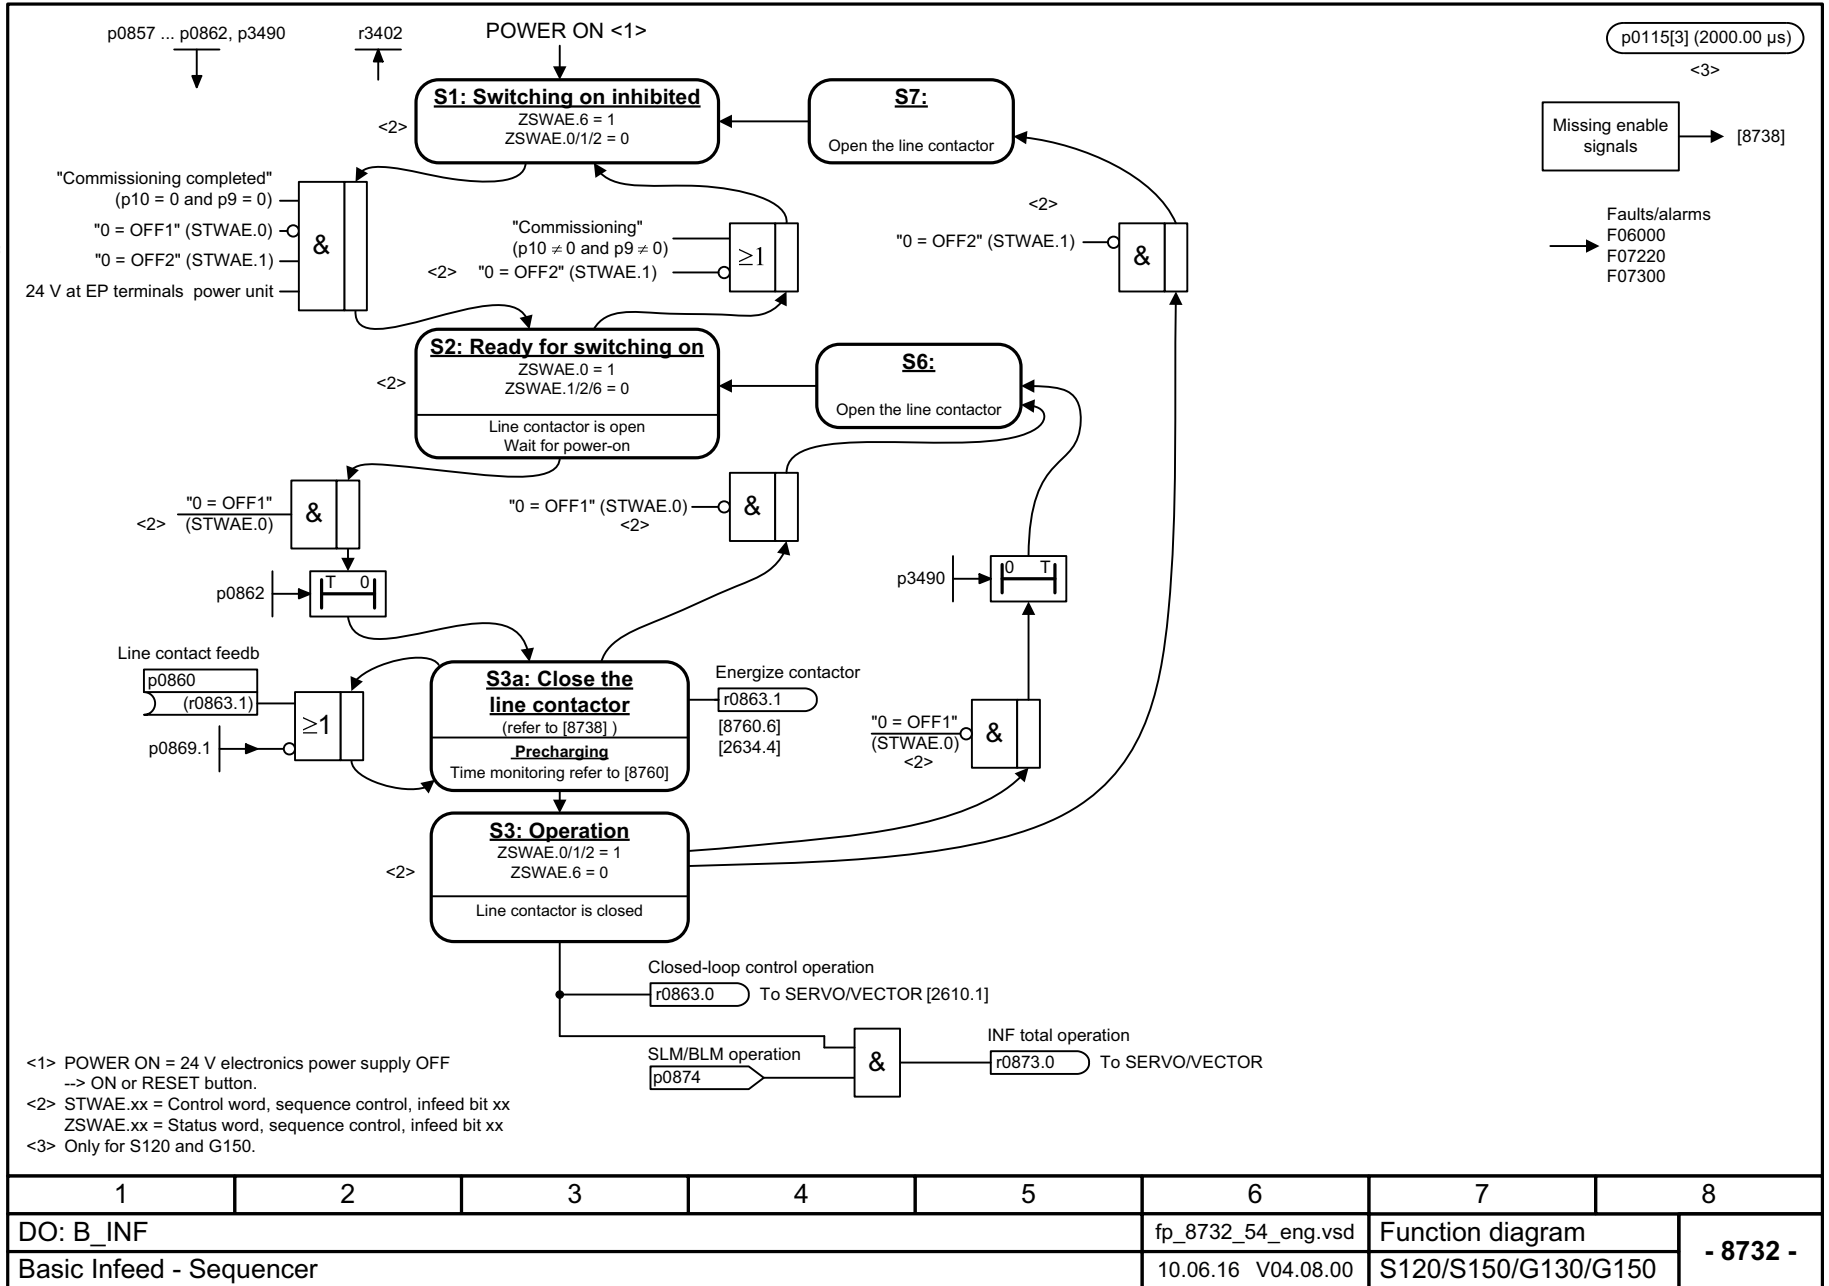 p0857 ... p0862, p3490
r3402
POWER ON <1>
p0115[3] (2000.00 µs)
<3>
S1: Switching on inhibited
ZSWAE.6 = 1
ZSWAE.0/1/2 = 0
<2>
S7:
Open the line contactor
Missing enable
signals
[8738]
"Commissioning completed"
(p10 = 0 and p9 = 0)
"0 = OFF1" (STWAE.0)
"0 = OFF2" (STWAE.1)
24 V at EP terminals power unit
&
"Commissioning"
(p10 ≠ 0 and p9 ≠ 0)
<2> "0 = OFF2" (STWAE.1)
≥1
<2>
"0 = OFF2" (STWAE.1)
&
Faults/alarms
F06000
F07220
F07300
S2: Ready for switching on
ZSWAE.0 = 1
ZSWAE.1/2/6 = 0
<2>
Line contactor is open
Wait for power-on
S6:
Open the line contactor
<2> "0 = OFF1"
(STWAE.0)
&
"0 = OFF1" (STWAE.0)
<2>
&
p0862
T 0
p3490
0 T
Line contact feedb
p0860
(r0863.1)
p0869.1
≥1
S3a: Close the
line contactor
(refer to [8738] )
Precharging
Time monitoring refer to [8760]
Energize contactor
r0863.1
[8760.6]
[2634.4]
"0 = OFF1"
(STWAE.0)
<2>
&
S3: Operation
ZSWAE.0/1/2 = 1
ZSWAE.6 = 0
<2>
Line contactor is closed
Closed-loop control operation
r0863.0 To SERVO/VECTOR [2610.1]
SLM/BLM operation
p0874
&
INF total operation
r0873.0 To SERVO/VECTOR
<1> POWER ON = 24 V electronics power supply OFF
--> ON or RESET button.
<2> STWAE.xx = Control word, sequence control, infeed bit xx
ZSWAE.xx = Status word, sequence control, infeed bit xx
<3> Only for S120 and G150.
1 2 3 4 5 6 7 8
DO: B_INF
fp_8732_54_eng.vsd
Function diagram
- 8732 -
Basic Infeed - Sequencer
10.06.16 V04.08.00
S120/S150/G130/G150